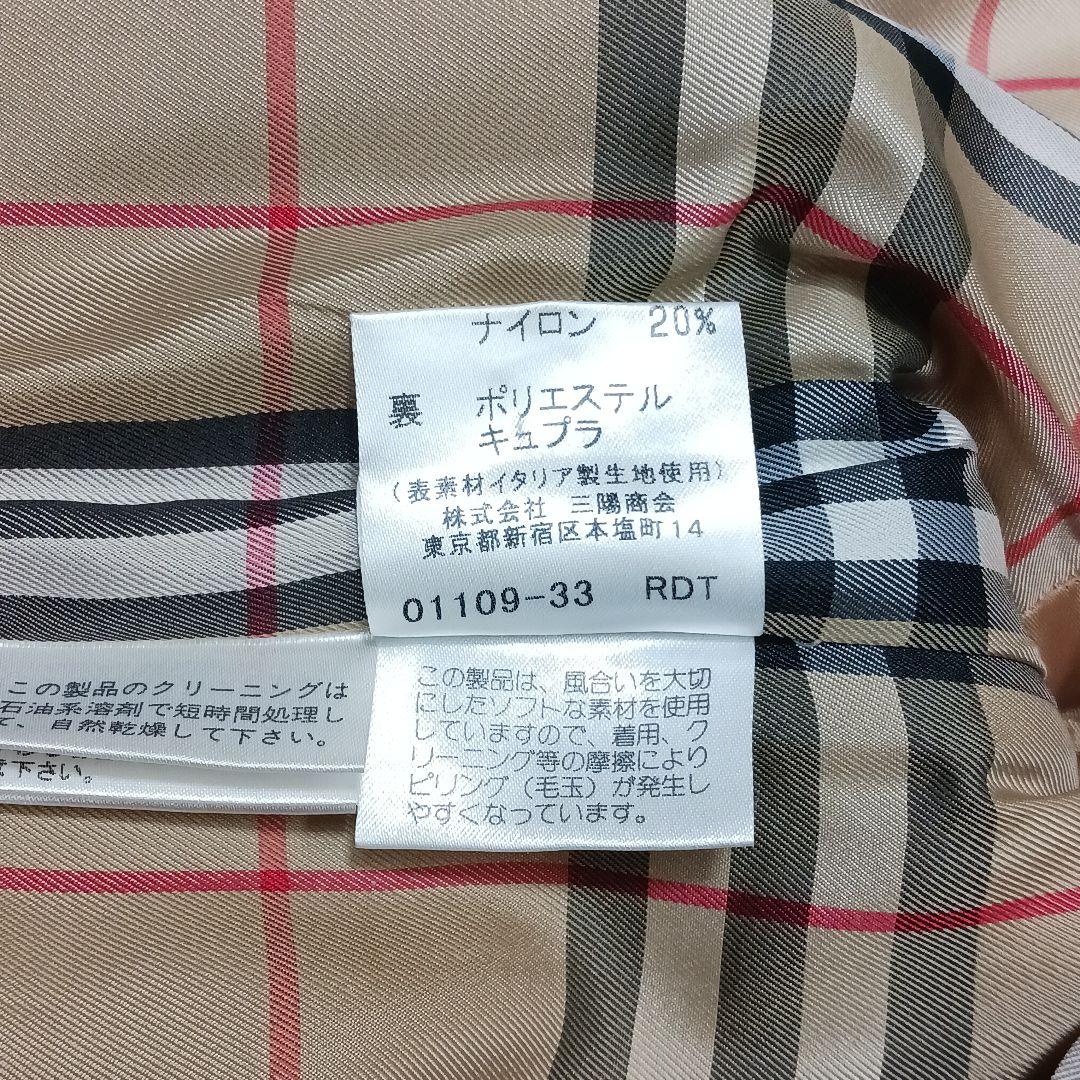 ナイロン 20%
裏 ポリエステル
キュプラ
(表素材イタリア製生地使用)
株式会社 三陽商会
東京都新宿区本塩町14
01109-33 RDT
この製品は、風合いを大切
にしたソフトな素材を使用
していますので、着用、ク
リーニング等の摩擦により
ピリング(毛玉)が発生し
やすくなっています。
この製品のクリーニングは
石油系溶剤で短時間処理し
て、自然乾燥して下さい。
下さい。